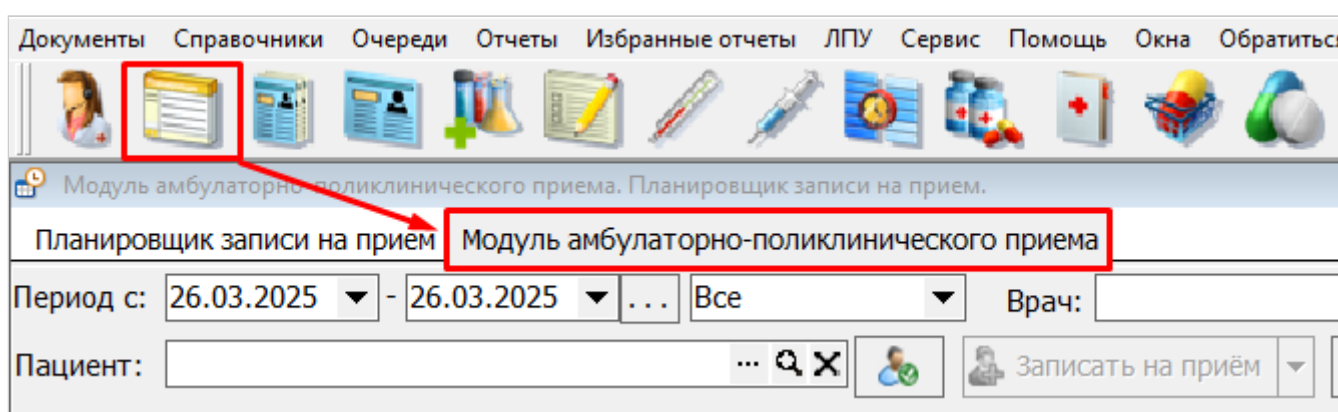 Документы Справочники Очереди Отчеты Избранные отчеты ЛПУ Сервис Помощь Окна Обратитьс
Модуль амбулаторно-поликлинического приема. Планировщик записи на прием.
Планировщик записи на прием Модуль амбулаторно-поликлинического приема
Период с: 26.03.2025 - 26.03.2025 ... Все Врач:
Пациент: ... Записать на приём